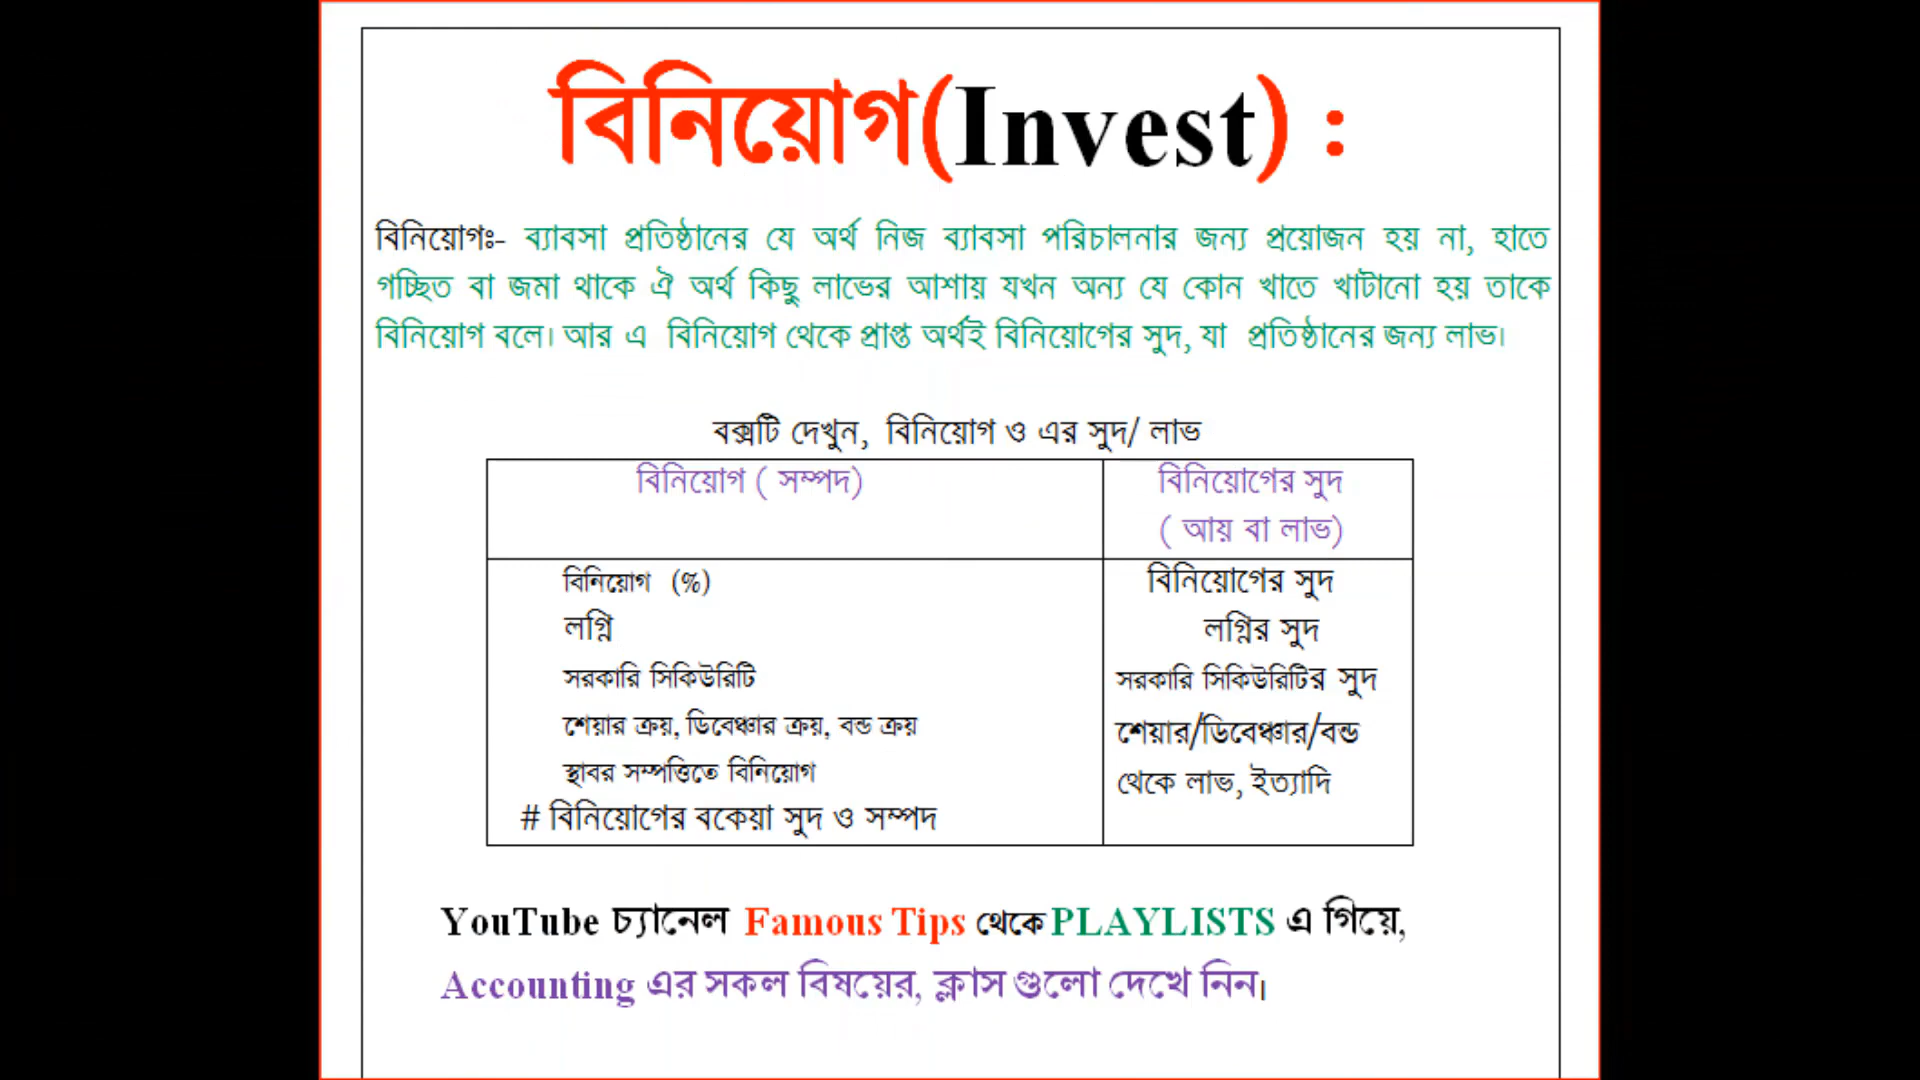 বিনিয়োগ(Invest) :
বিনিয়োগঃ- ব্যাবসা প্রতিষ্ঠানের যে অর্থ নিজ ব্যাবসা পরিচালনার জন্য প্রয়োজন হয় না, হাতে
গচ্ছিত বা জমা থাকে ঐ অর্থ কিছু লাভের আশায় যখন অন্য যে কোন খাতে খাটানো হয় তাকে
বিনিয়োগ বলে। আর এ বিনিয়োগ থেকে প্রাপ্ত অর্থই বিনিয়োগের সুদ, যা প্রতিষ্ঠানের জন্য লাভ।
বক্সটি দেখুন, বিনিয়োগ ও এর সুদ/ লাভ
বিনিয়োগ ( সম্পদ)
বিনিয়োগের সুদ
( আয় বা লাভ)
বিনিয়োগ (%)
লগ্নি
সরকারি সিকিউরিটি
শেয়ার ক্রয়, ডিবেঞ্চার ক্রয়, বন্ড ক্রয়
স্থাবর সম্পত্তিতে বিনিয়োগ
# বিনিয়োগের বকেয়া সুদ ও সম্পদ
বিনিয়োগের সুদ
লগ্নির সুদ
সরকারি সিকিউরিটির সুদ
শেয়ার/ডিবেঞ্চার/বন্ড
থেকে লাভ, ইত্যাদি
YouTube চ্যানেল Famous Tips থেকে PLAYLISTS এ গিয়ে,
Accounting এর সকল বিষয়ের, ক্লাস গুলো দেখে নিন।